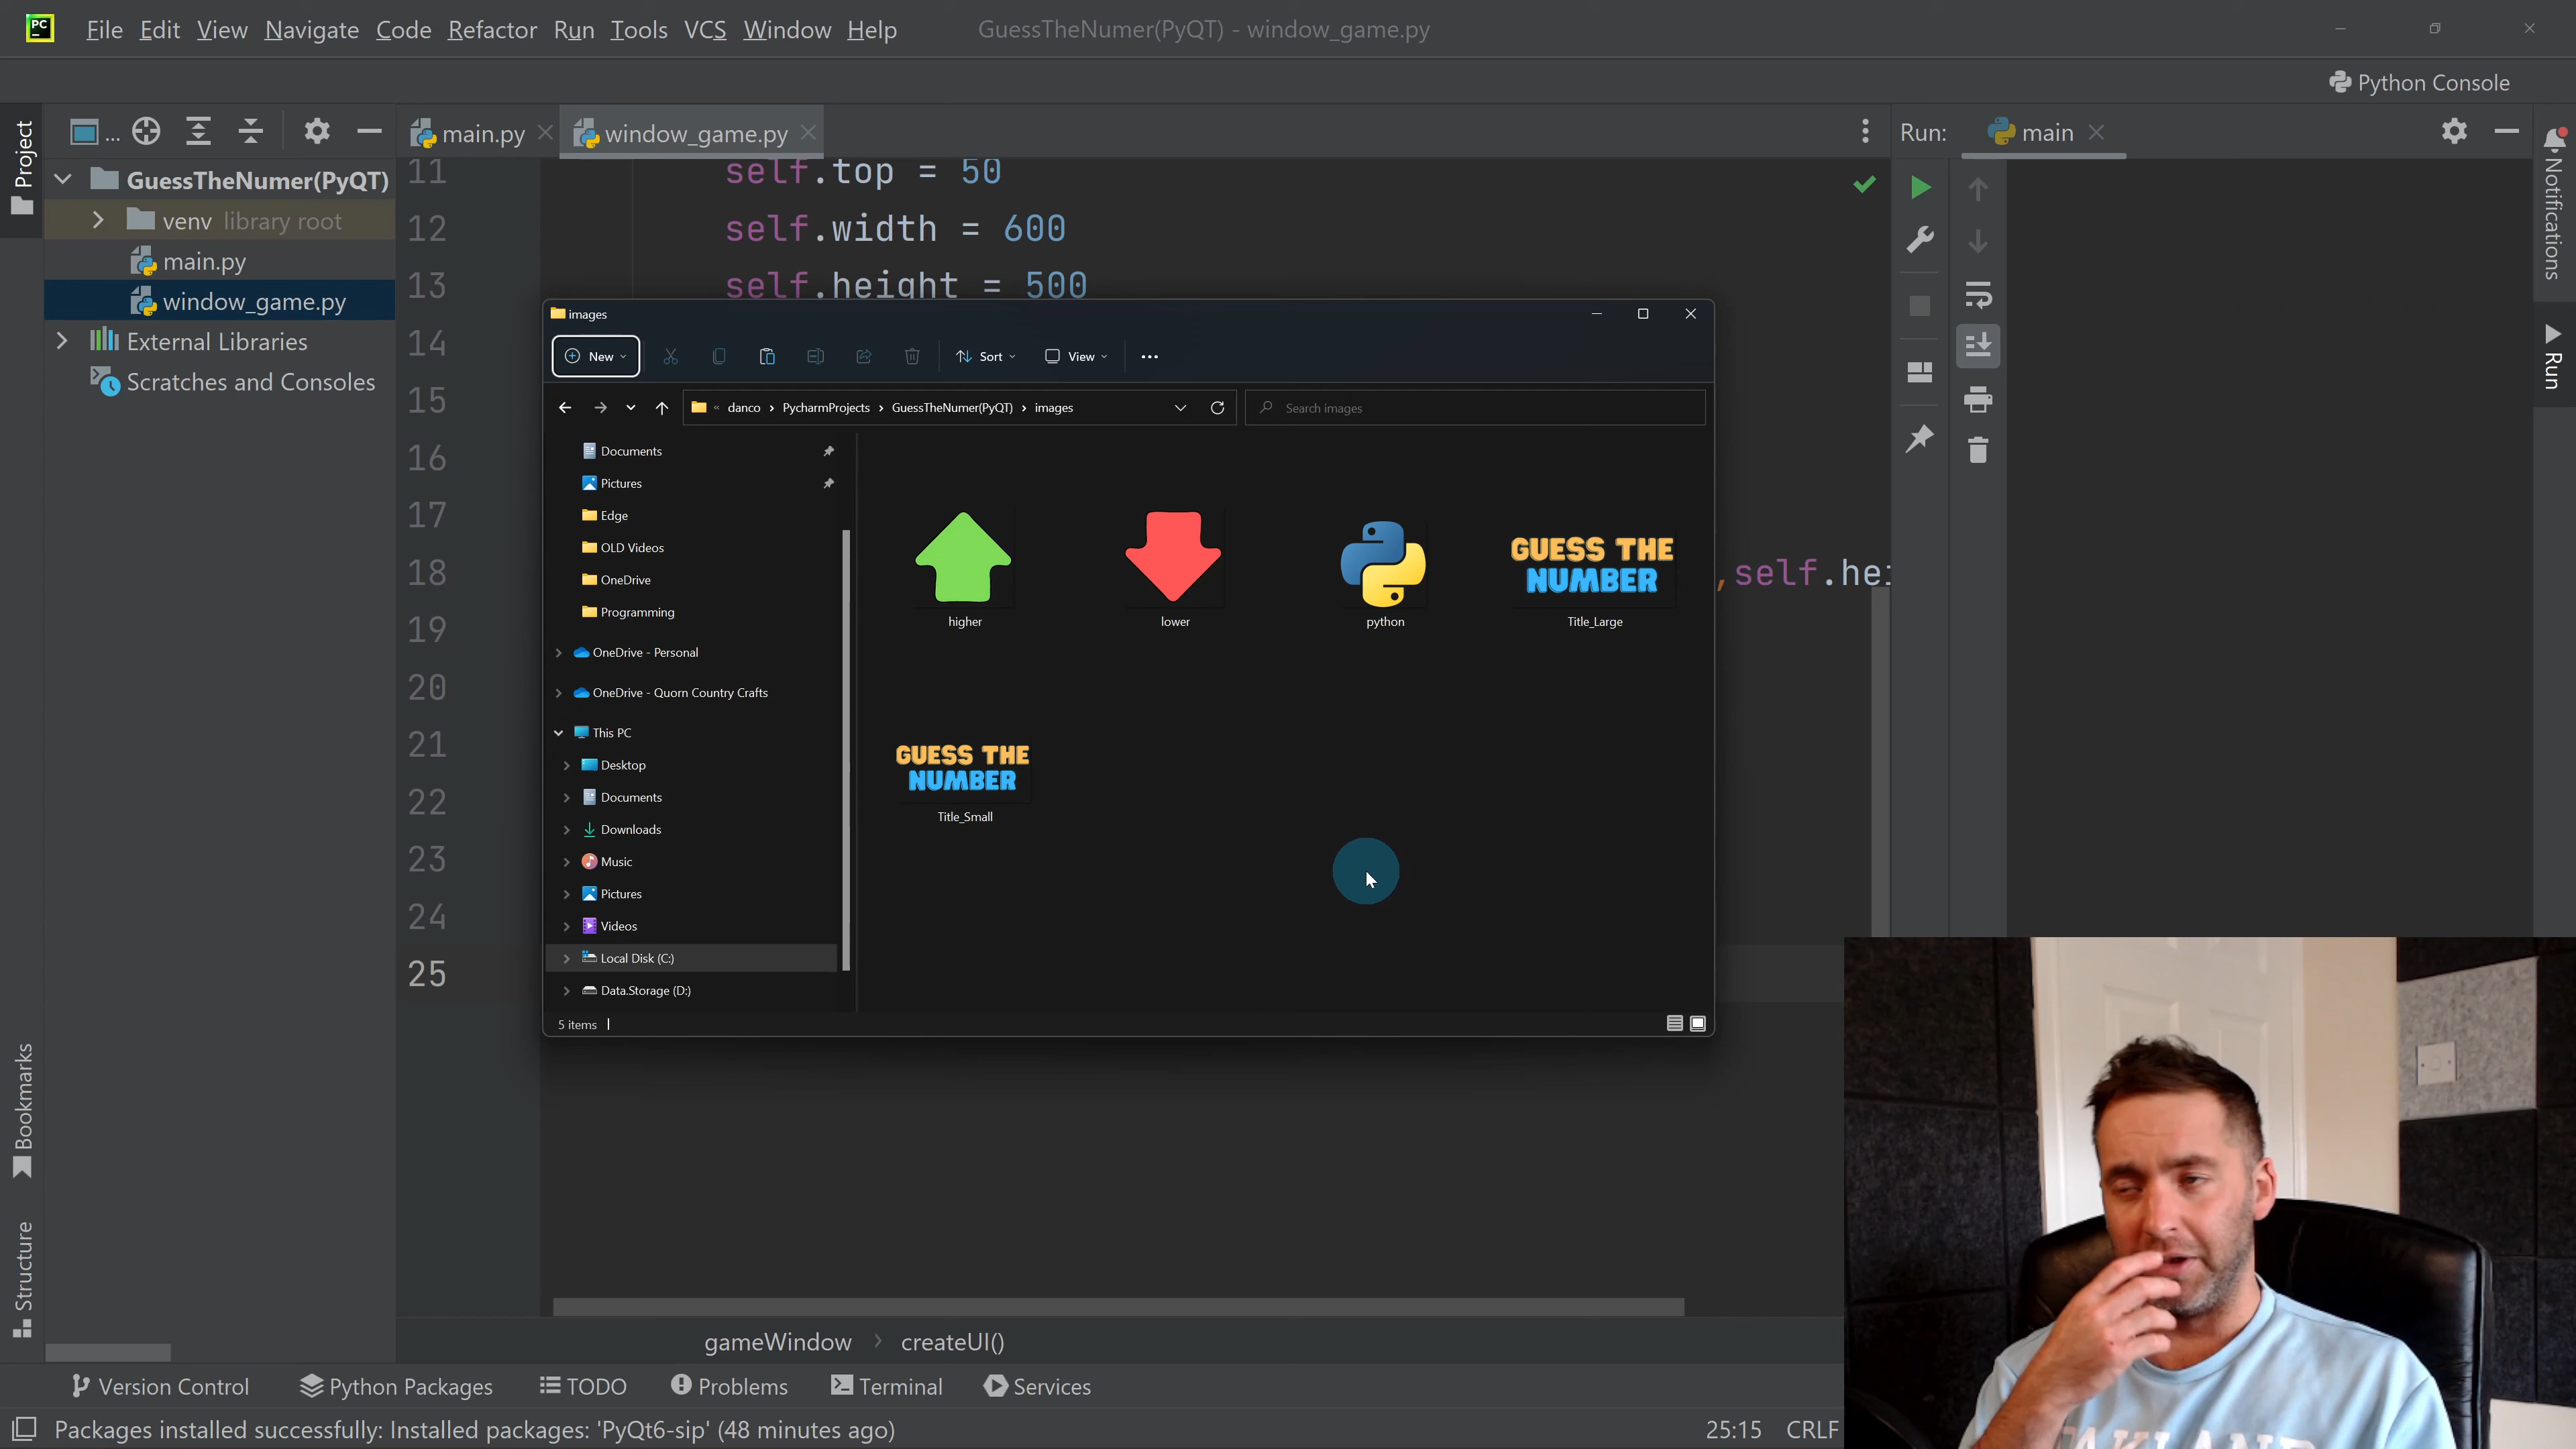 PC
File Edit View Navigate Code Refactor Run Tools VCS Window Help
GuessTheNumer(PyQT) - window_game.py
Python Console
Project
...
main.py
window_game.py
Run: main
Notifications
Run
GuessTheNumer(PyQT)
venv library root
main.py
window_game.py
External Libraries
Scratches and Consoles
11 self.top = 50
12 self.width = 600
13 self.height = 500
14
15
16
17
18 ,self.hei
19
20
21
22
23
24
25
images
New
Sort
View
...
« danco > PycharmProjects > GuessTheNumer(PyQT) > images
Search images
Documents
Pictures
Edge
OLD Videos
OneDrive
Programming
OneDrive - Personal
OneDrive - Quorn Country Crafts
This PC
Desktop
Documents
Downloads
Music
Pictures
Videos
Local Disk (C:)
Data.Storage (D:)
higher
lower
python
GUESS THE
NUMBER
Title_Large
GUESS THE
NUMBER
Title_Small
5 items
Bookmarks
Structure
gameWindow > createUI()
Version Control
Python Packages
TODO
Problems
Terminal
Services
Packages installed successfully: Installed packages: 'PyQt6-sip' (48 minutes ago)
25:15 CRLF